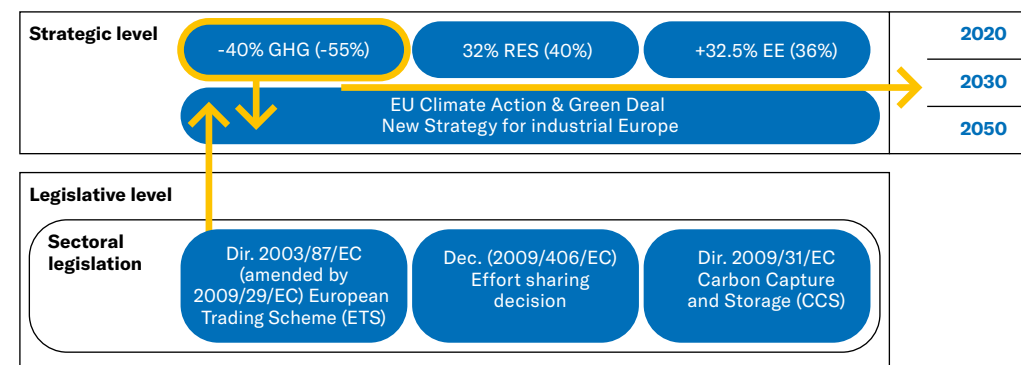 Strategic level
-40% GHG (-55%)
32% RES (40%)
+32.5% EE (36%)
2020
2030
2050
EU Climate Action & Green Deal
New Strategy for industrial Europe
Legislative level
Sectoral
legislation
Dir. 2003/87/EC
(amended by
2009/29/EC) European
Trading Scheme (ETS)
Dec. (2009/406/EC)
Effort sharing
decision
Dir. 2009/31/EC
Carbon Capture
and Storage (CCS)